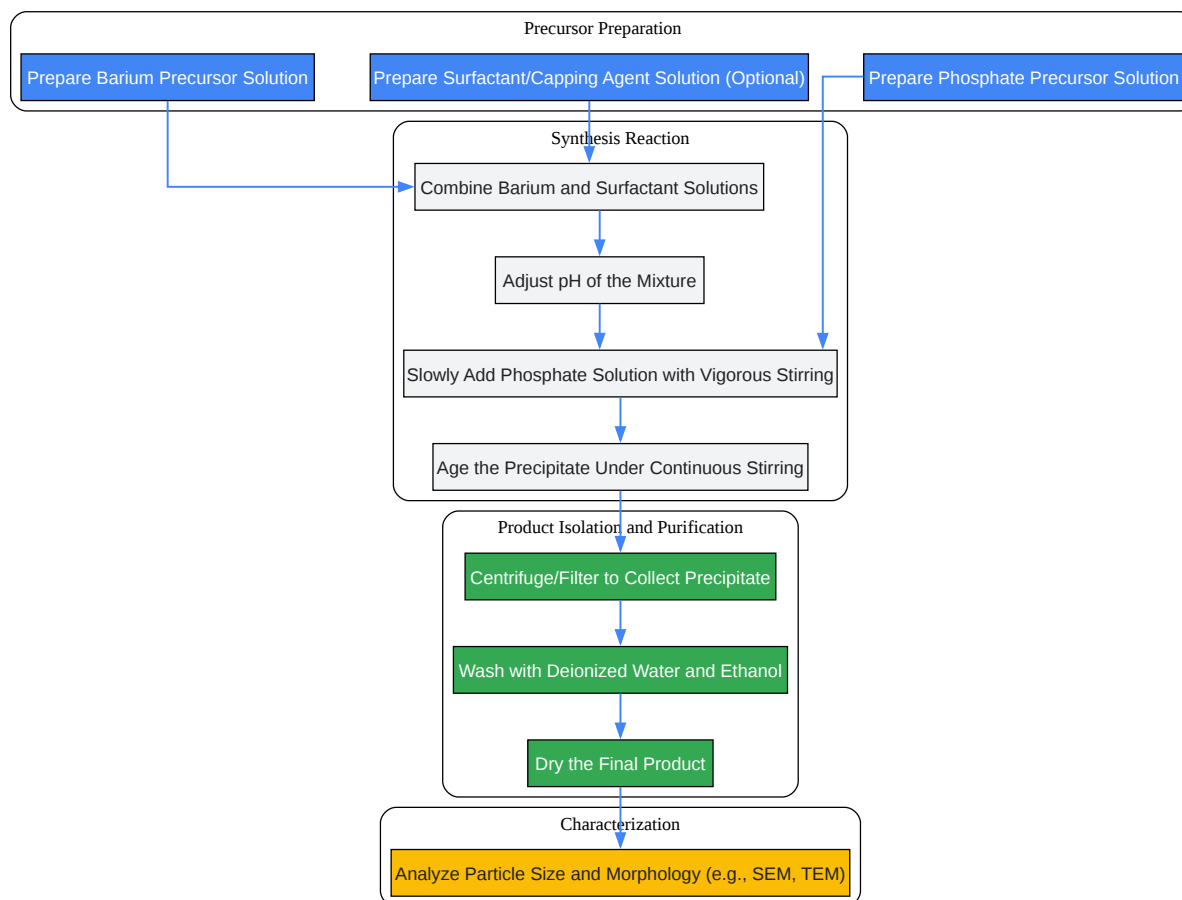 Precursor Preparation
Prepare Barium Precursor Solution
Prepare Surfactant/Capping Agent Solution (Optional)
Prepare Phosphate Precursor Solution
Synthesis Reaction
Combine Barium and Surfactant Solutions
Adjust pH of the Mixture
Slowly Add Phosphate Solution with Vigorous Stirring
Age the Precipitate Under Continuous Stirring
Product Isolation and Purification
Centrifuge/Filter to Collect Precipitate
Wash with Deionized Water and Ethanol
Dry the Final Product
Characterization
Analyze Particle Size and Morphology (e.g., SEM, TEM)